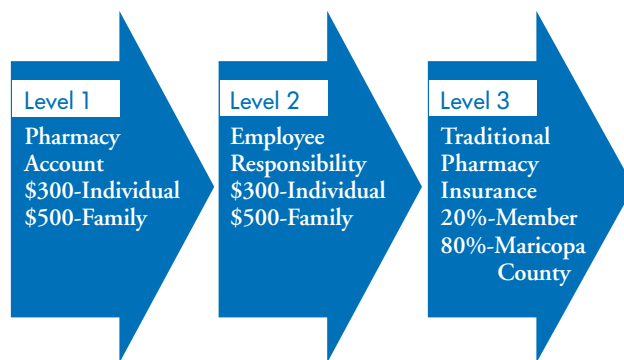 Level 1
Pharmacy
Account
$300-Individual
$500-Family
Level 2
Employee
Responsibility
$300-Individual
$500-Family
Level 3
Traditional
Pharmacy
Insurance
20%-Member
80%-Maricopa
County